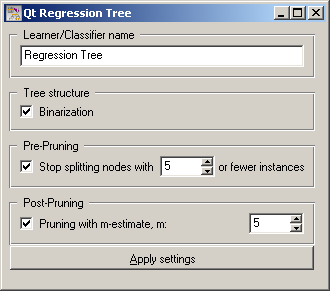 Qt Regression Tree
Learner/Classifier name
Regression Tree
Tree structure
Binarization
Pre-Pruning
Stop splitting nodes with 5 or fewer instances
Post-Pruning
Pruning with m-estimate, m: 5
Apply settings